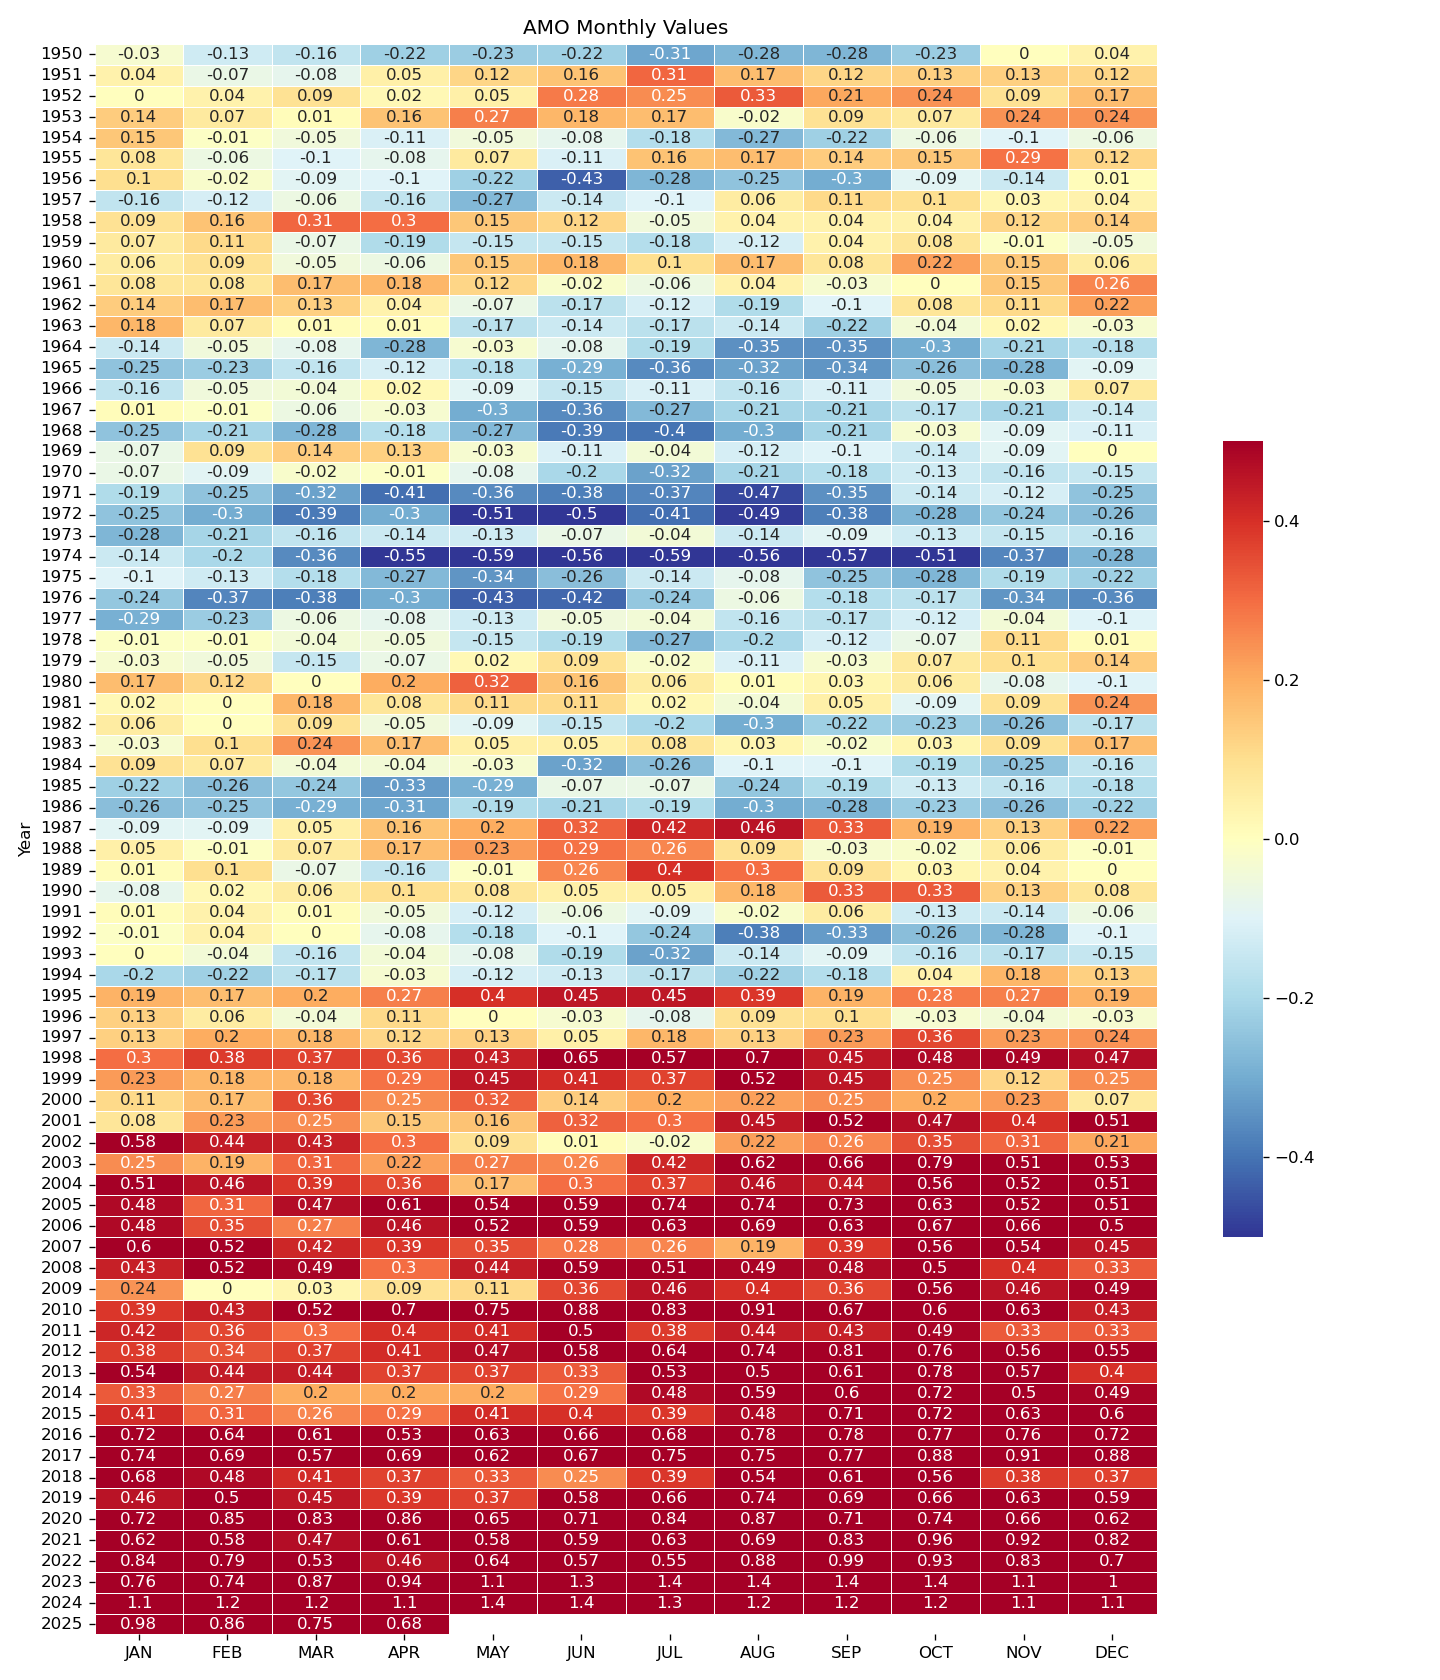 AMO Monthly Values
1950 -0.03 -0.13 -0.16 -0.22 -0.23 -0.22 -0.31 -0.28 -0.28 -0.23 0 0.04
1951 0.04 -0.07 -0.08 0.05 0.12 0.16 0.31 0.17 0.12 0.13 0.13 0.12
1952 0 0.04 0.09 0.02 0.05 0.28 0.25 0.33 0.21 0.24 0.09 0.17
1953 0.14 0.07 0.01 0.16 0.27 0.18 0.17 -0.02 0.09 0.07 0.24 0.24
1954 0.15 -0.01 -0.05 -0.11 -0.05 -0.08 -0.18 -0.27 -0.22 -0.06 -0.1 -0.06
1955 0.08 -0.06 -0.1 -0.08 0.07 -0.11 0.16 0.17 0.14 0.15 0.29 0.12
1956 0.1 -0.02 -0.09 -0.1 -0.22 -0.43 -0.28 -0.25 -0.3 -0.09 -0.14 0.01
1957 -0.16 -0.12 -0.06 -0.16 -0.27 -0.14 -0.1 0.06 0.11 0.1 0.03 0.04
1958 0.09 0.16 0.31 0.3 0.15 0.12 -0.05 0.04 0.04 0.04 0.12 0.14
1959 0.07 0.11 -0.07 -0.19 -0.15 -0.15 -0.18 -0.12 0.04 0.08 -0.01 -0.05
1960 0.06 0.09 -0.05 -0.06 0.15 0.18 0.1 0.17 0.08 0.22 0.15 0.06
1961 0.08 0.08 0.17 0.18 0.12 -0.02 -0.06 0.04 -0.03 0 0.15 0.26
1962 0.14 0.17 0.13 0.04 -0.07 -0.17 -0.12 -0.19 -0.1 0.08 0.11 0.22
1963 0.18 0.07 0.01 0.01 -0.17 -0.14 -0.17 -0.14 -0.22 -0.04 0.02 -0.03
1964 -0.14 -0.05 -0.08 -0.28 -0.03 -0.08 -0.19 -0.35 -0.35 -0.3 -0.21 -0.18
1965 -0.25 -0.23 -0.16 -0.12 -0.18 -0.29 -0.36 -0.32 -0.34 -0.26 -0.28 -0.09
1966 -0.16 -0.05 -0.04 0.02 -0.09 -0.15 -0.11 -0.16 -0.11 -0.05 -0.03 0.07
1967 0.01 -0.01 -0.06 -0.03 -0.3 -0.36 -0.27 -0.21 -0.21 -0.17 -0.21 -0.14
1968 -0.25 -0.21 -0.28 -0.18 -0.27 -0.39 -0.4 -0.3 -0.21 -0.03 -0.09 -0.11
1969 -0.07 0.09 0.14 0.13 -0.03 -0.11 -0.04 -0.12 -0.1 -0.14 -0.09 0
1970 -0.07 -0.09 -0.02 -0.01 -0.08 -0.2 -0.32 -0.21 -0.18 -0.13 -0.16 -0.15
1971 -0.19 -0.25 -0.32 -0.41 -0.36 -0.38 -0.37 -0.47 -0.35 -0.14 -0.12 -0.25
1972 -0.25 -0.3 -0.39 -0.3 -0.51 -0.5 -0.41 -0.49 -0.38 -0.28 -0.24 -0.26
1973 -0.28 -0.21 -0.16 -0.14 -0.13 -0.07 -0.04 -0.14 -0.09 -0.13 -0.15 -0.16
1974 -0.14 -0.2 -0.36 -0.55 -0.59 -0.56 -0.59 -0.56 -0.57 -0.51 -0.37 -0.28
1975 -0.1 -0.13 -0.18 -0.27 -0.34 -0.26 -0.14 -0.08 -0.25 -0.28 -0.19 -0.22
1976 -0.24 -0.37 -0.38 -0.3 -0.43 -0.42 -0.24 -0.06 -0.18 -0.17 -0.34 -0.36
1977 -0.29 -0.23 -0.06 -0.08 -0.13 -0.05 -0.04 -0.16 -0.17 -0.12 -0.04 -0.1
1978 -0.01 -0.01 -0.04 -0.05 -0.15 -0.19 -0.27 -0.2 -0.12 -0.07 0.11 0.01
1979 -0.03 -0.05 -0.15 -0.07 0.02 0.09 -0.02 -0.11 -0.03 0.07 0.1 0.14
1980 0.17 0.12 0 0.2 0.32 0.16 0.06 0.01 0.03 0.06 -0.08 -0.1
1981 0.02 0 0.18 0.08 0.11 0.11 0.02 -0.04 0.05 -0.09 0.09 0.24
1982 0.06 0 0.09 -0.05 -0.09 -0.15 -0.2 -0.3 -0.22 -0.23 -0.26 -0.17
1983 -0.03 0.1 0.24 0.17 0.05 0.05 0.08 0.03 -0.02 0.03 0.09 0.17
1984 0.09 0.07 -0.04 -0.04 -0.03 -0.32 -0.26 -0.1 -0.1 -0.19 -0.25 -0.16
1985 -0.22 -0.26 -0.24 -0.33 -0.29 -0.07 -0.07 -0.24 -0.19 -0.13 -0.16 -0.18
1986 -0.26 -0.25 -0.29 -0.31 -0.19 -0.21 -0.19 -0.3 -0.28 -0.23 -0.26 -0.22
1987 -0.09 -0.09 0.05 0.16 0.2 0.32 0.42 0.46 0.33 0.19 0.13 0.22
1988 0.05 -0.01 0.07 0.17 0.23 0.29 0.26 0.09 -0.03 -0.02 0.06 -0.01
1989 0.01 0.1 -0.07 -0.16 -0.01 0.26 0.4 0.3 0.09 0.03 0.04 0
1990 -0.08 0.02 0.06 0.1 0.08 0.05 0.05 0.18 0.33 0.33 0.13 0.08
1991 0.01 0.04 0.01 -0.05 -0.12 -0.06 -0.09 -0.02 0.06 -0.13 -0.14 -0.06
1992 -0.01 0.04 0 -0.08 -0.18 -0.1 -0.24 -0.38 -0.33 -0.26 -0.28 -0.1
1993 0 -0.04 -0.16 -0.04 -0.08 -0.19 -0.32 -0.14 -0.09 -0.16 -0.17 -0.15
1994 -0.2 -0.22 -0.17 -0.03 -0.12 -0.13 -0.17 -0.22 -0.18 0.04 0.18 0.13
1995 0.19 0.17 0.2 0.27 0.4 0.45 0.45 0.39 0.19 0.28 0.27 0.19
1996 0.13 0.06 -0.04 0.11 0 -0.03 -0.08 0.09 0.1 -0.03 -0.04 -0.03
1997 0.13 0.2 0.18 0.12 0.13 0.05 0.18 0.13 0.23 0.36 0.23 0.24
1998 0.3 0.38 0.37 0.36 0.43 0.65 0.57 0.7 0.45 0.48 0.49 0.47
1999 0.23 0.18 0.18 0.29 0.45 0.41 0.37 0.52 0.45 0.25 0.12 0.25
2000 0.11 0.17 0.36 0.25 0.32 0.14 0.2 0.22 0.25 0.2 0.23 0.07
2001 0.08 0.23 0.25 0.15 0.16 0.32 0.3 0.45 0.52 0.47 0.4 0.51
2002 0.58 0.44 0.43 0.3 0.09 0.01 -0.02 0.22 0.26 0.35 0.31 0.21
2003 0.25 0.19 0.31 0.22 0.27 0.26 0.42 0.62 0.66 0.79 0.51 0.53
2004 0.51 0.46 0.39 0.36 0.17 0.3 0.37 0.46 0.44 0.56 0.52 0.51
2005 0.48 0.31 0.47 0.61 0.54 0.59 0.74 0.74 0.73 0.63 0.52 0.51
2006 0.48 0.35 0.27 0.46 0.52 0.59 0.63 0.69 0.63 0.67 0.66 0.5
2007 0.6 0.52 0.42 0.39 0.35 0.28 0.26 0.19 0.39 0.56 0.54 0.45
2008 0.43 0.52 0.49 0.3 0.44 0.59 0.51 0.49 0.48 0.5 0.4 0.33
2009 0.24 0 0.03 0.09 0.11 0.36 0.46 0.4 0.36 0.56 0.46 0.49
2010 0.39 0.43 0.52 0.7 0.75 0.88 0.83 0.91 0.67 0.6 0.63 0.43
2011 0.42 0.36 0.3 0.4 0.41 0.5 0.38 0.44 0.43 0.49 0.33 0.33
2012 0.38 0.34 0.37 0.41 0.47 0.58 0.64 0.74 0.81 0.76 0.56 0.55
2013 0.54 0.44 0.44 0.37 0.37 0.33 0.53 0.5 0.61 0.78 0.57 0.4
2014 0.33 0.27 0.2 0.2 0.2 0.29 0.48 0.59 0.6 0.72 0.5 0.49
2015 0.41 0.31 0.26 0.29 0.41 0.4 0.39 0.48 0.71 0.72 0.63 0.6
2016 0.72 0.64 0.61 0.53 0.63 0.66 0.68 0.78 0.78 0.77 0.76 0.72
2017 0.74 0.69 0.57 0.69 0.62 0.67 0.75 0.75 0.77 0.88 0.91 0.88
2018 0.68 0.48 0.41 0.37 0.33 0.25 0.39 0.54 0.61 0.56 0.38 0.37
2019 0.46 0.5 0.45 0.39 0.37 0.58 0.66 0.74 0.69 0.66 0.63 0.59
2020 0.72 0.85 0.83 0.86 0.65 0.71 0.84 0.87 0.71 0.74 0.66 0.62
2021 0.62 0.58 0.47 0.61 0.58 0.59 0.63 0.69 0.83 0.96 0.92 0.82
2022 0.84 0.79 0.53 0.46 0.64 0.57 0.55 0.88 0.99 0.93 0.83 0.7
2023 0.76 0.74 0.87 0.94 1.1 1.3 1.4 1.4 1.4 1.4 1.1 1
2024 1.1 1.2 1.2 1.1 1.4 1.4 1.3 1.2 1.2 1.2 1.1 1.1
2025 0.98 0.86 0.75 0.68
JAN FEB MAR APR MAY JUN JUL AUG SEP OCT NOV DEC
Year
0.4
0.2
0.0
−0.2
−0.4